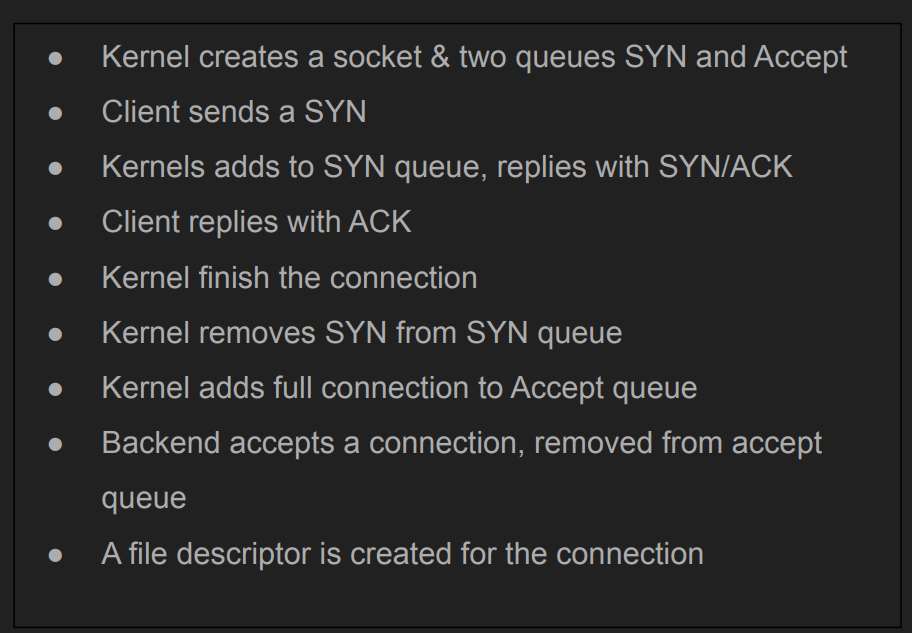 ● Kernel creates a socket & two queues SYN and Accept
● Client sends a SYN
● Kernels adds to SYN queue, replies with SYN/ACK
● Client replies with ACK
● Kernel finish the connection
● Kernel removes SYN from SYN queue
● Kernel adds full connection to Accept queue
● Backend accepts a connection, removed from accept
queue
● A file descriptor is created for the connection